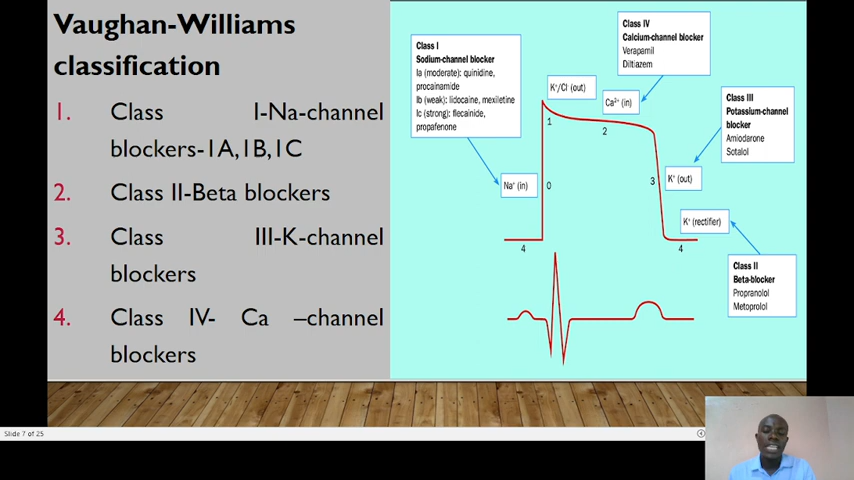 Vaughan-Williams
classification
1. Class I-Na-channel
blockers-1A,1B,1C
2. Class II-Beta blockers
3. Class III-K-channel
blockers
4. Class IV- Ca –channel
blockers
Class I
Sodium-channel blocker
Ia (moderate): quinidine,
procainamide
Ib (weak): lidocaine, mexiletine
Ic (strong): flecainide,
propafenone
K⁺/Cl⁻ (out)
Class IV
Calcium-channel blocker
Verapamil
Diltiazem
Ca²⁺ (in)
Class III
Potassium-channel
blocker
Amiodarone
Sotalol
1
2
Na⁺ (in)
0
3
K⁺ (out)
K⁺ (rectifier)
4
4
Class II
Beta-blocker
Propranolol
Metoprolol
Slide 7 of 25